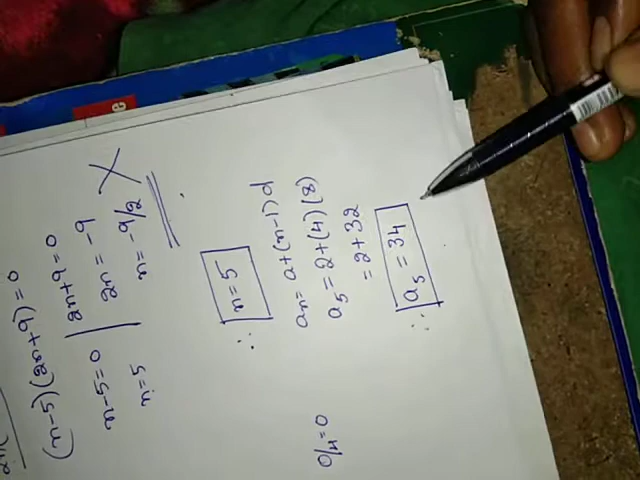 (n-5)(2n+9)=0
n-5=0 | 2n+9=0
n=5 | 2n=-9
n=-9/2 X
∴ n=5
an=a+(n-1)d
a5=2+(4)(8)
=2+32
∴ a5=34
0/4=0